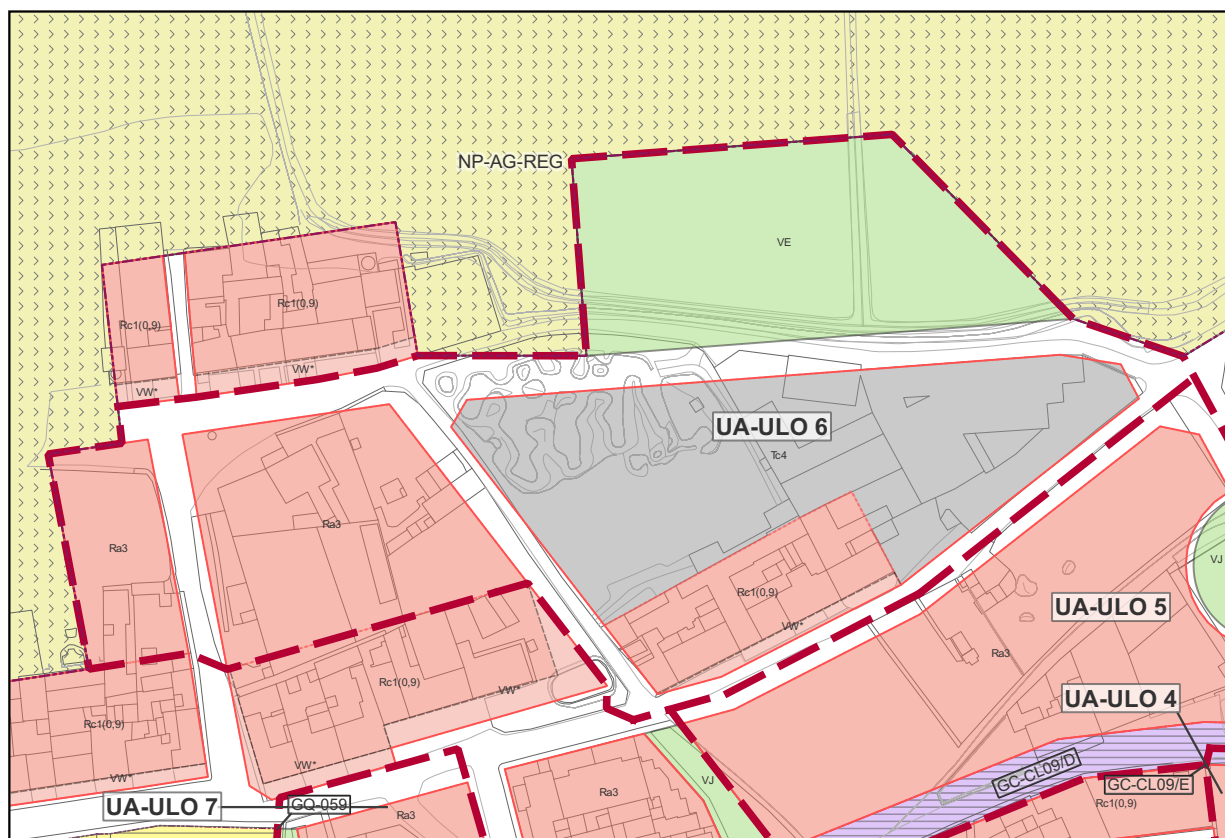 NP-AG-REG
VE
Rc1(0,9)
Rc1(0,9)
VW*
VW*
UA-ULO 6
Tc4
Ra3
Ra3
VJ
Rc1(0,9)
UA-ULO 5
VW*
Ra3
Rc1(0,9)
VW*
UA-ULO 4
Rc1(0,9)
VW*
VW*
VJ
GC-CL09/D
GC-CL09/E
Ra3
UA-ULO 7
GQ-059
Ra3
Rc1(0,9)